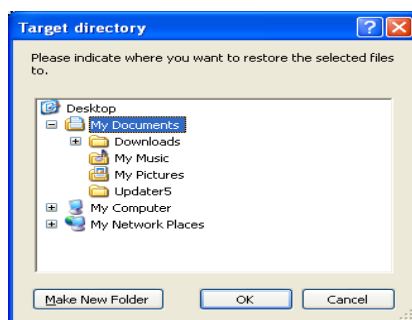 Target directory
Please indicate where you want to restore the selected files
to.
Desktop
My Documents
Downloads
My Music
My Pictures
Updater5
My Computer
My Network Places
Make New Folder
OK
Cancel